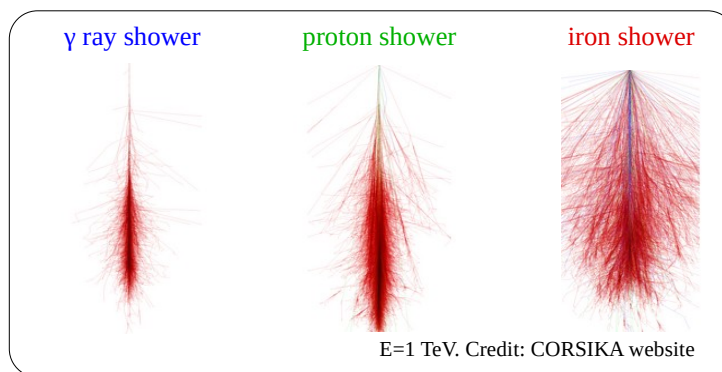 γ ray shower
proton shower
iron shower
E=1 TeV. Credit: CORSIKA website